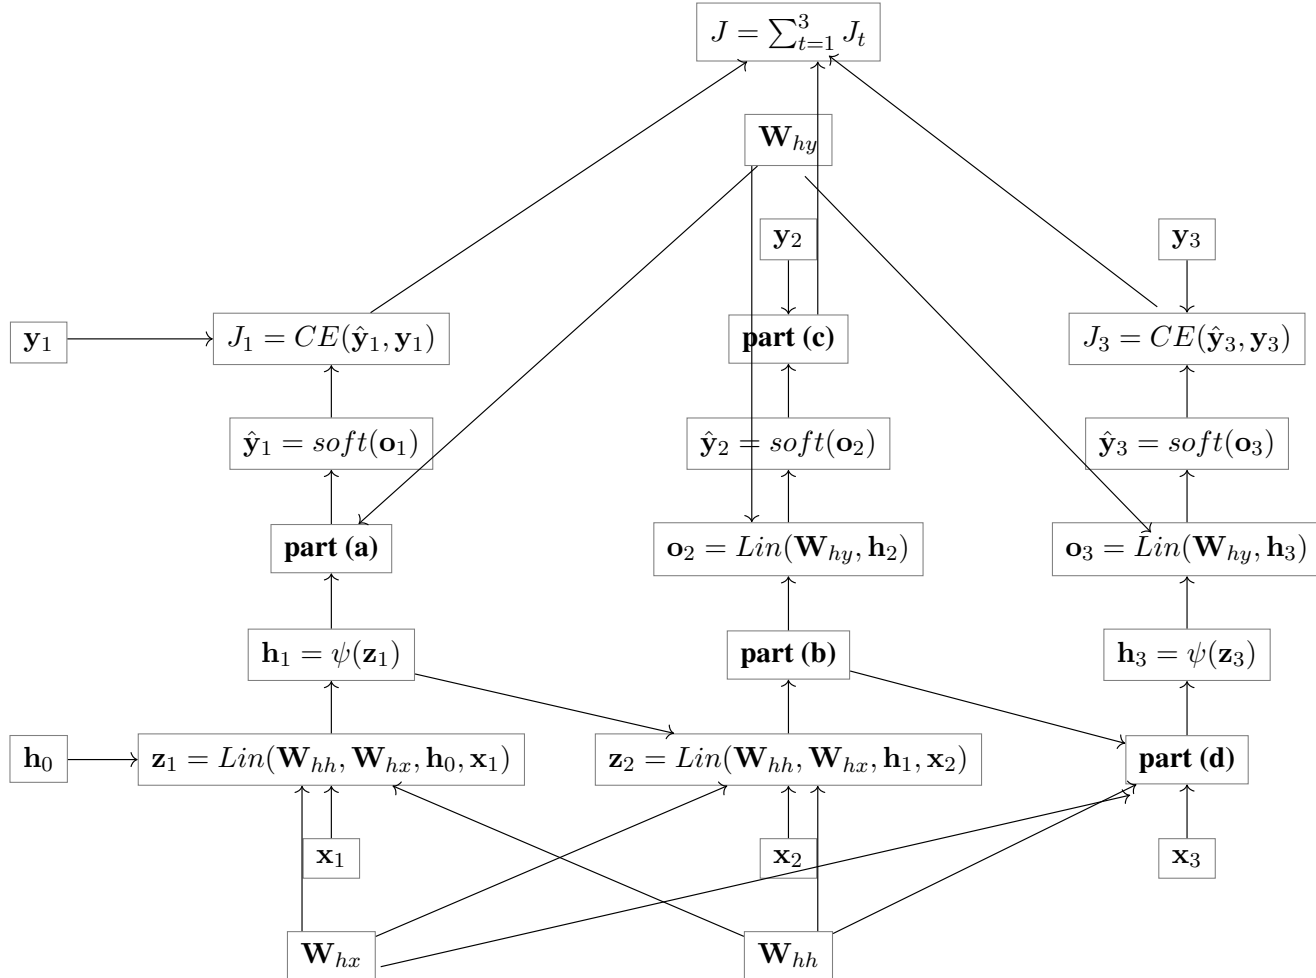 J = ∑_{t=1}^{3} J_t
W_{hy}
y_2
y_3
y_1
J_1 = CE(ŷ_1, y_1)
part (c)
J_3 = CE(ŷ_3, y_3)
ŷ_1 = soft(o_1)
ŷ_2 = soft(o_2)
ŷ_3 = soft(o_3)
part (a)
o_2 = Lin(W_{hy}, h_2)
o_3 = Lin(W_{hy}, h_3)
h_1 = ψ(z_1)
part (b)
h_3 = ψ(z_3)
h_0
z_1 = Lin(W_{hh}, W_{hx}, h_0, x_1)
z_2 = Lin(W_{hh}, W_{hx}, h_1, x_2)
part (d)
x_1
x_2
x_3
W_{hx}
W_{hh}